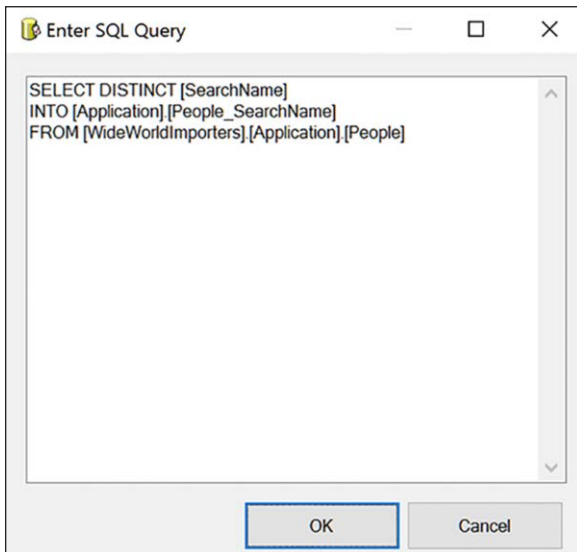 Enter SQL Query
SELECT DISTINCT [SearchName]
INTO [Application].[People_SearchName]
FROM [WideWorldImporters].[Application].[People]
OK
Cancel